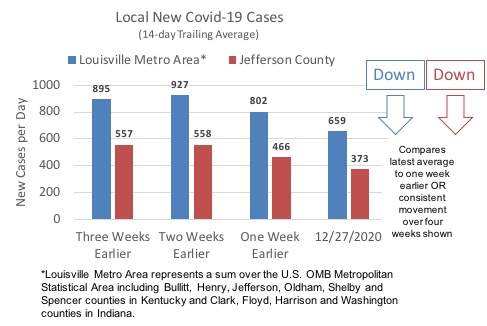 Local New Covid-19 Cases
(14-day Trailing Average)
Louisville Metro Area* Jefferson County
Down Down
New Cases per Day
1000
800
600
400
200
0
895 557
927 558
802 466
659 373
Three Weeks
Earlier
Two Weeks
Earlier
One Week
Earlier
12/27/2020
Compares
latest average
to one week
earlier OR
consistent
movement
over four
weeks shown
*Louisville Metro Area represents a sum over the U.S. OMB Metropolitan
Statistical Area including Bullitt, Henry, Jefferson, Oldham, Shelby and
Spencer counties in Kentucky and Clark, Floyd, Harrison and Washington
counties in Indiana.